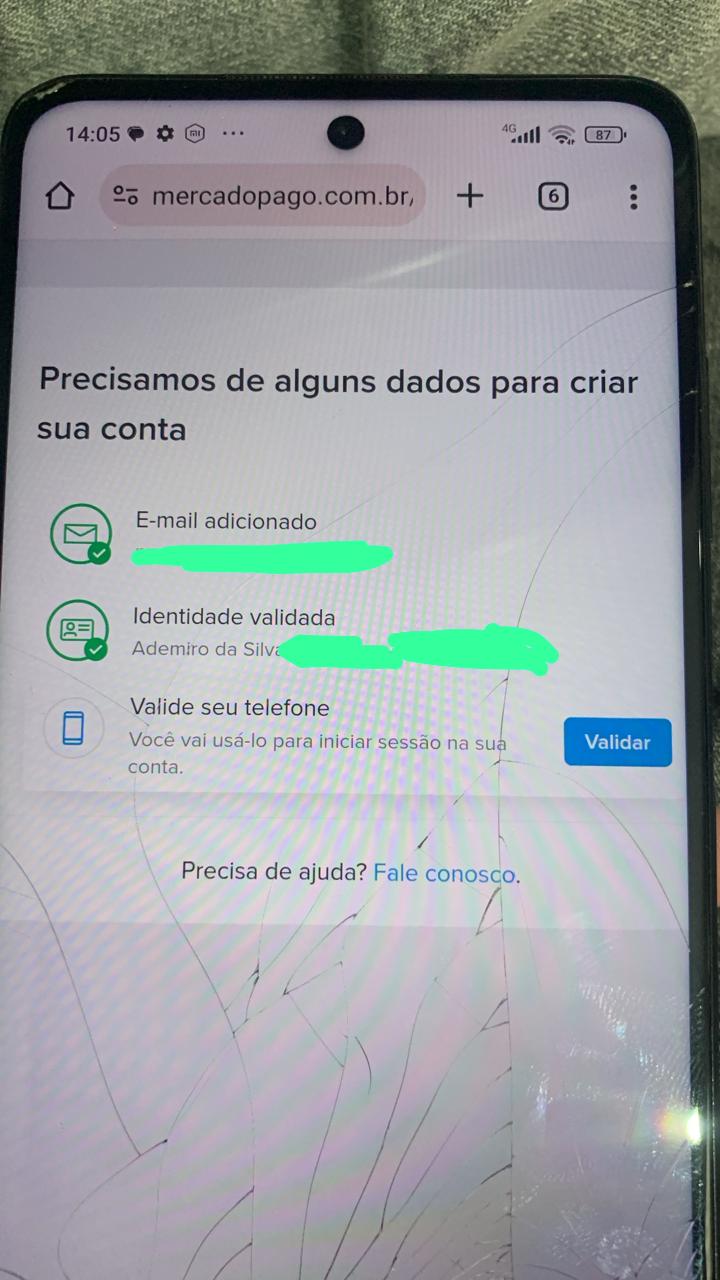 14:05
4G
87
mercadopago.com.br/
6
Precisamos de alguns dados para criar
sua conta
E-mail adicionado
Identidade validada
Ademiro da Silva
Valide seu telefone
Você vai usá-lo para iniciar sessão na sua
conta.
Validar
Precisa de ajuda? Fale conosco.